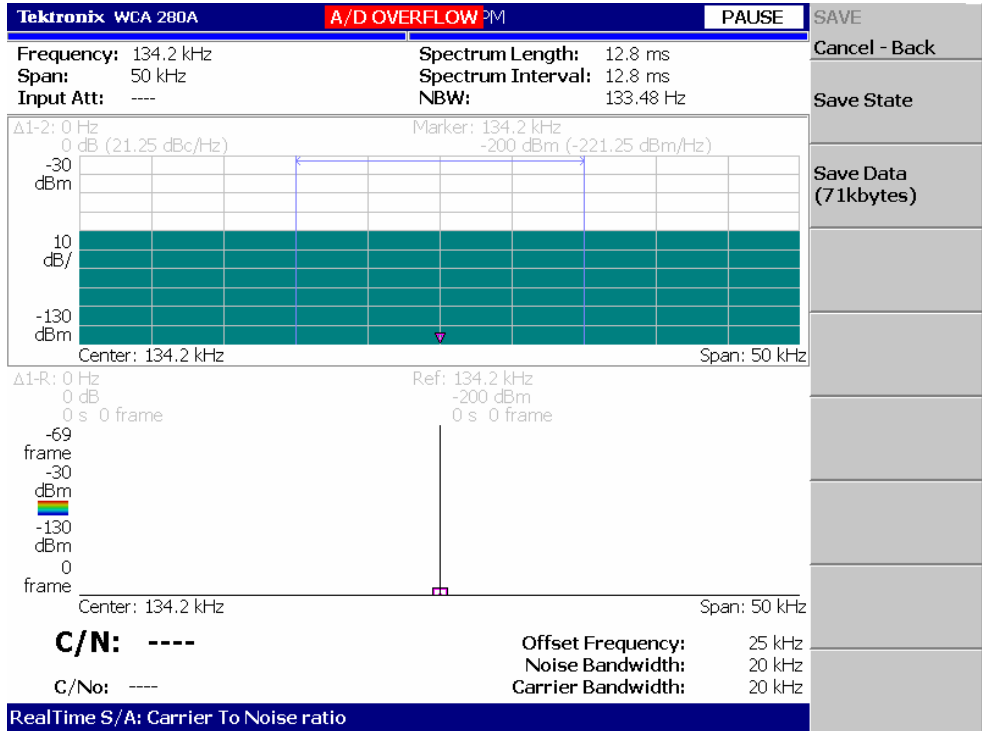 Tektronix WCA 280A A/D OVERFLOW PM PAUSE
SAVE
Cancel - Back
Save State
Save Data
(71kbytes)
Frequency: 134.2 kHz
Span: 50 kHz
Input Att: ----
Spectrum Length: 12.8 ms
Spectrum Interval: 12.8 ms
NBW: 133.48 Hz
Δ1-2: 0 Hz
0 dB (21.25 dBc/Hz)
Marker: 134.2 kHz
-200 dBm (-221.25 dBm/Hz)
-30
dBm
10
dB/
-130
dBm
Center: 134.2 kHz Span: 50 kHz
Δ1-R: 0 Hz
0 dB
0 s 0 frame
Ref: 134.2 kHz
-200 dBm
0 s 0 frame
-69
frame
-30
dBm
-130
dBm
0
frame
Center: 134.2 kHz Span: 50 kHz
C/N: ----
C/No: ----
Offset Frequency: 25 kHz
Noise Bandwidth: 20 kHz
Carrier Bandwidth: 20 kHz
RealTime S/A: Carrier To Noise ratio